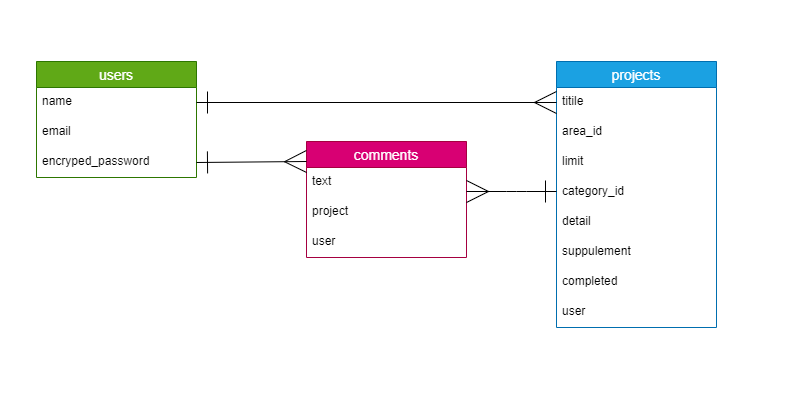 users
name
email
encryped_password
comments
text
project
user
projects
titile
area_id
limit
category_id
detail
suppulement
completed
user